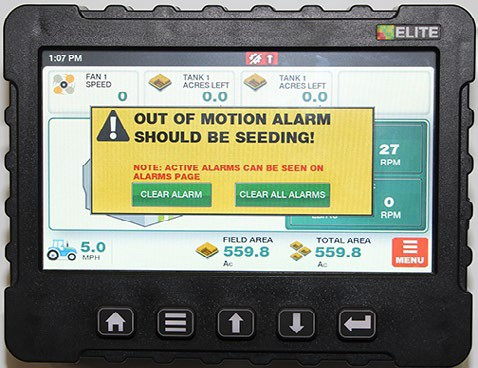 ELITE
1:07 PM
FAN 1
SPEED
0
TANK 1
ACRES LEFT
0.0
TANK 1
ACRES LEFT
0.0
OUT OF MOTION ALARM
SHOULD BE SEEDING!
NOTE: ACTIVE ALARMS CAN BE SEEN ON
ALARMS PAGE
CLEAR ALARM
CLEAR ALL ALARMS
27
RPM
0
RPM
5.0
MPH
FIELD AREA
559.8
Ac
TOTAL AREA
559.8
Ac
MENU